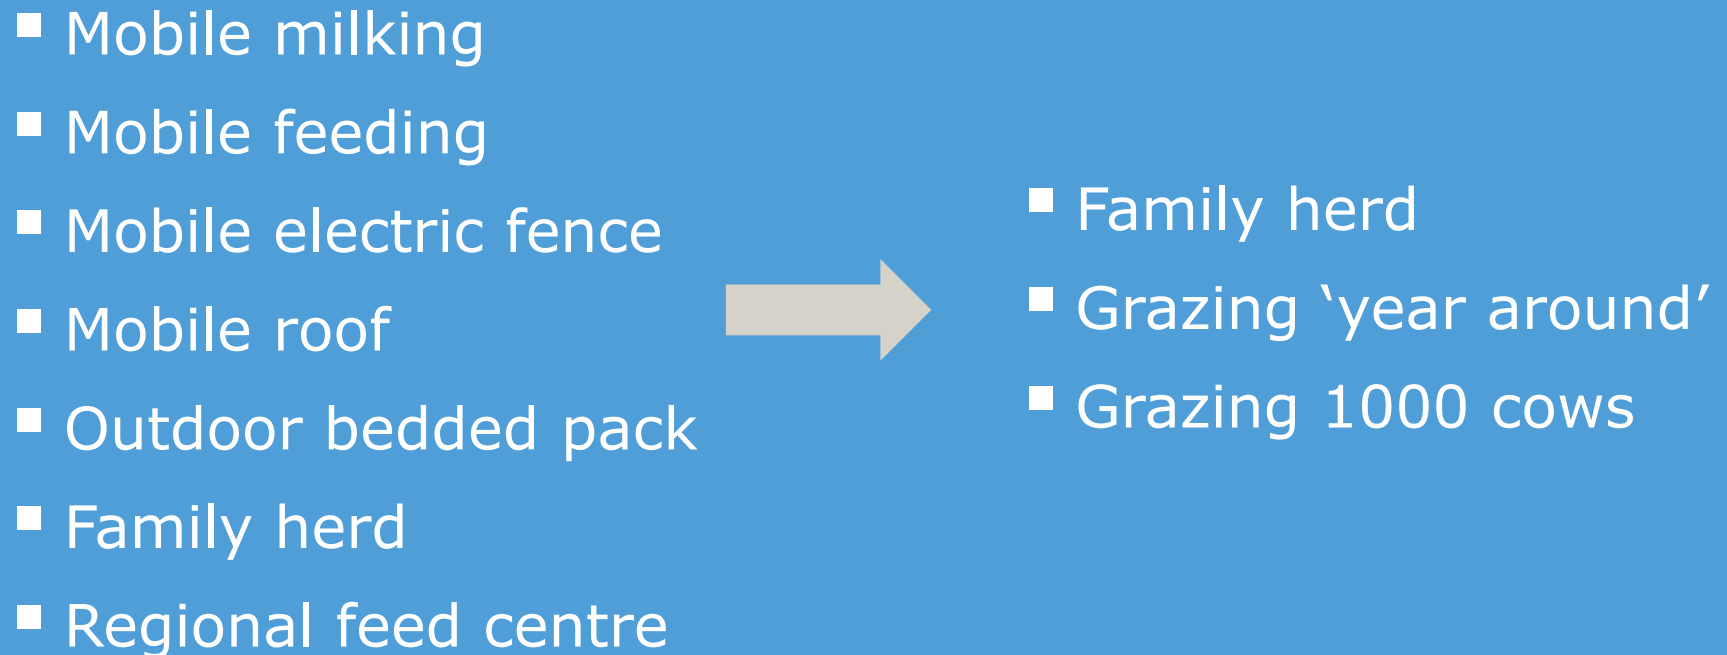 ▪ Mobile milking
▪ Mobile feeding
▪ Mobile electric fence
▪ Mobile roof
▪ Outdoor bedded pack
▪ Family herd
▪ Regional feed centre
▪ Family herd
▪ Grazing ‘year around’
▪ Grazing 1000 cows